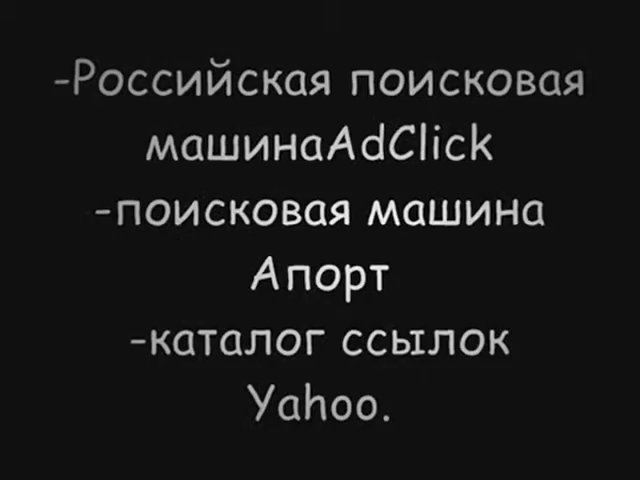 -Российская поисковая
машинаAdClick
-поисковая машина
Апорт
-каталог ссылок
Yahoo.